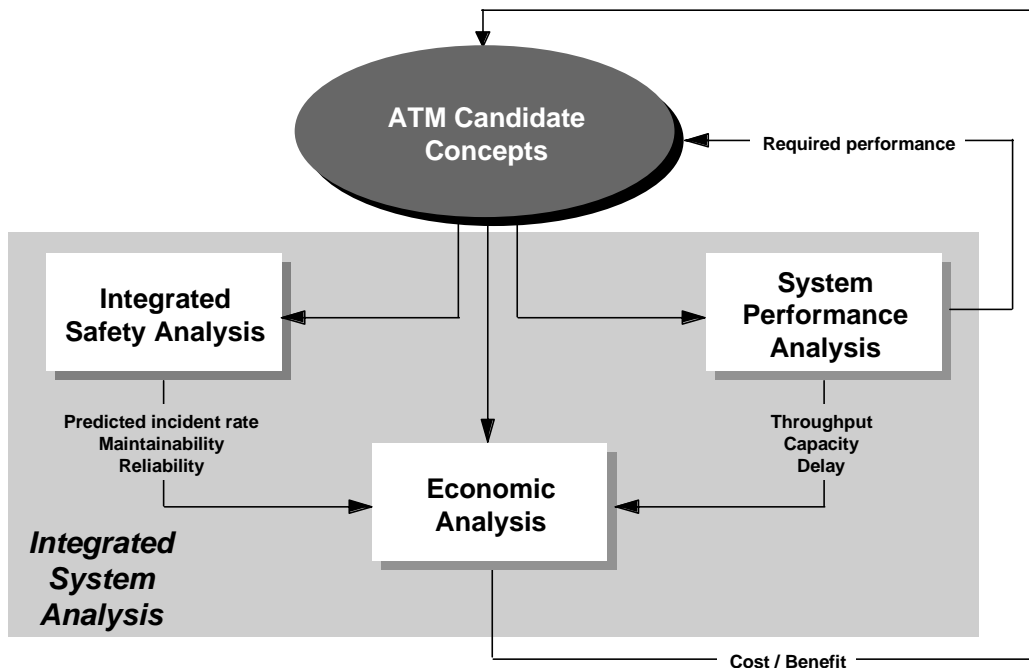 ATM Candidate
Concepts
Required performance
Integrated
Safety Analysis
System
Performance
Analysis
Predicted incident rate
Maintainability
Reliability
Throughput
Capacity
Delay
Economic
Analysis
Integrated
System
Analysis
Cost / Benefit